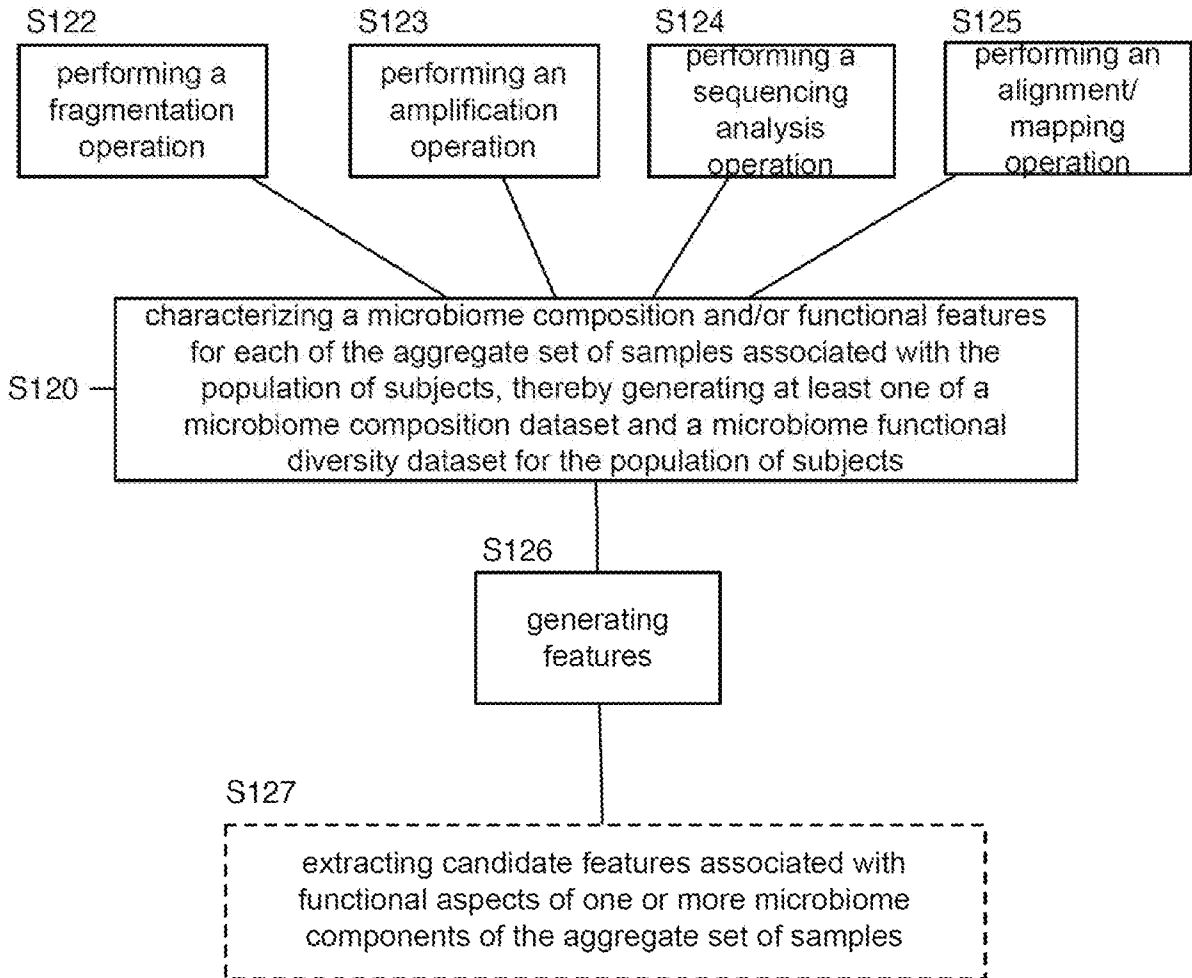 S122
performing a
fragmentation
operation
S123
performing an
amplification
operation
S124
performing a
sequencing
analysis
operation
S125
performing an
alignment/
mapping
operation
S120
characterizing a microbiome composition and/or functional features
for each of the aggregate set of samples associated with the
population of subjects, thereby generating at least one of a
microbiome composition dataset and a microbiome functional
diversity dataset for the population of subjects
S126
generating
features
S127
extracting candidate features associated with
functional aspects of one or more microbiome
components of the aggregate set of samples